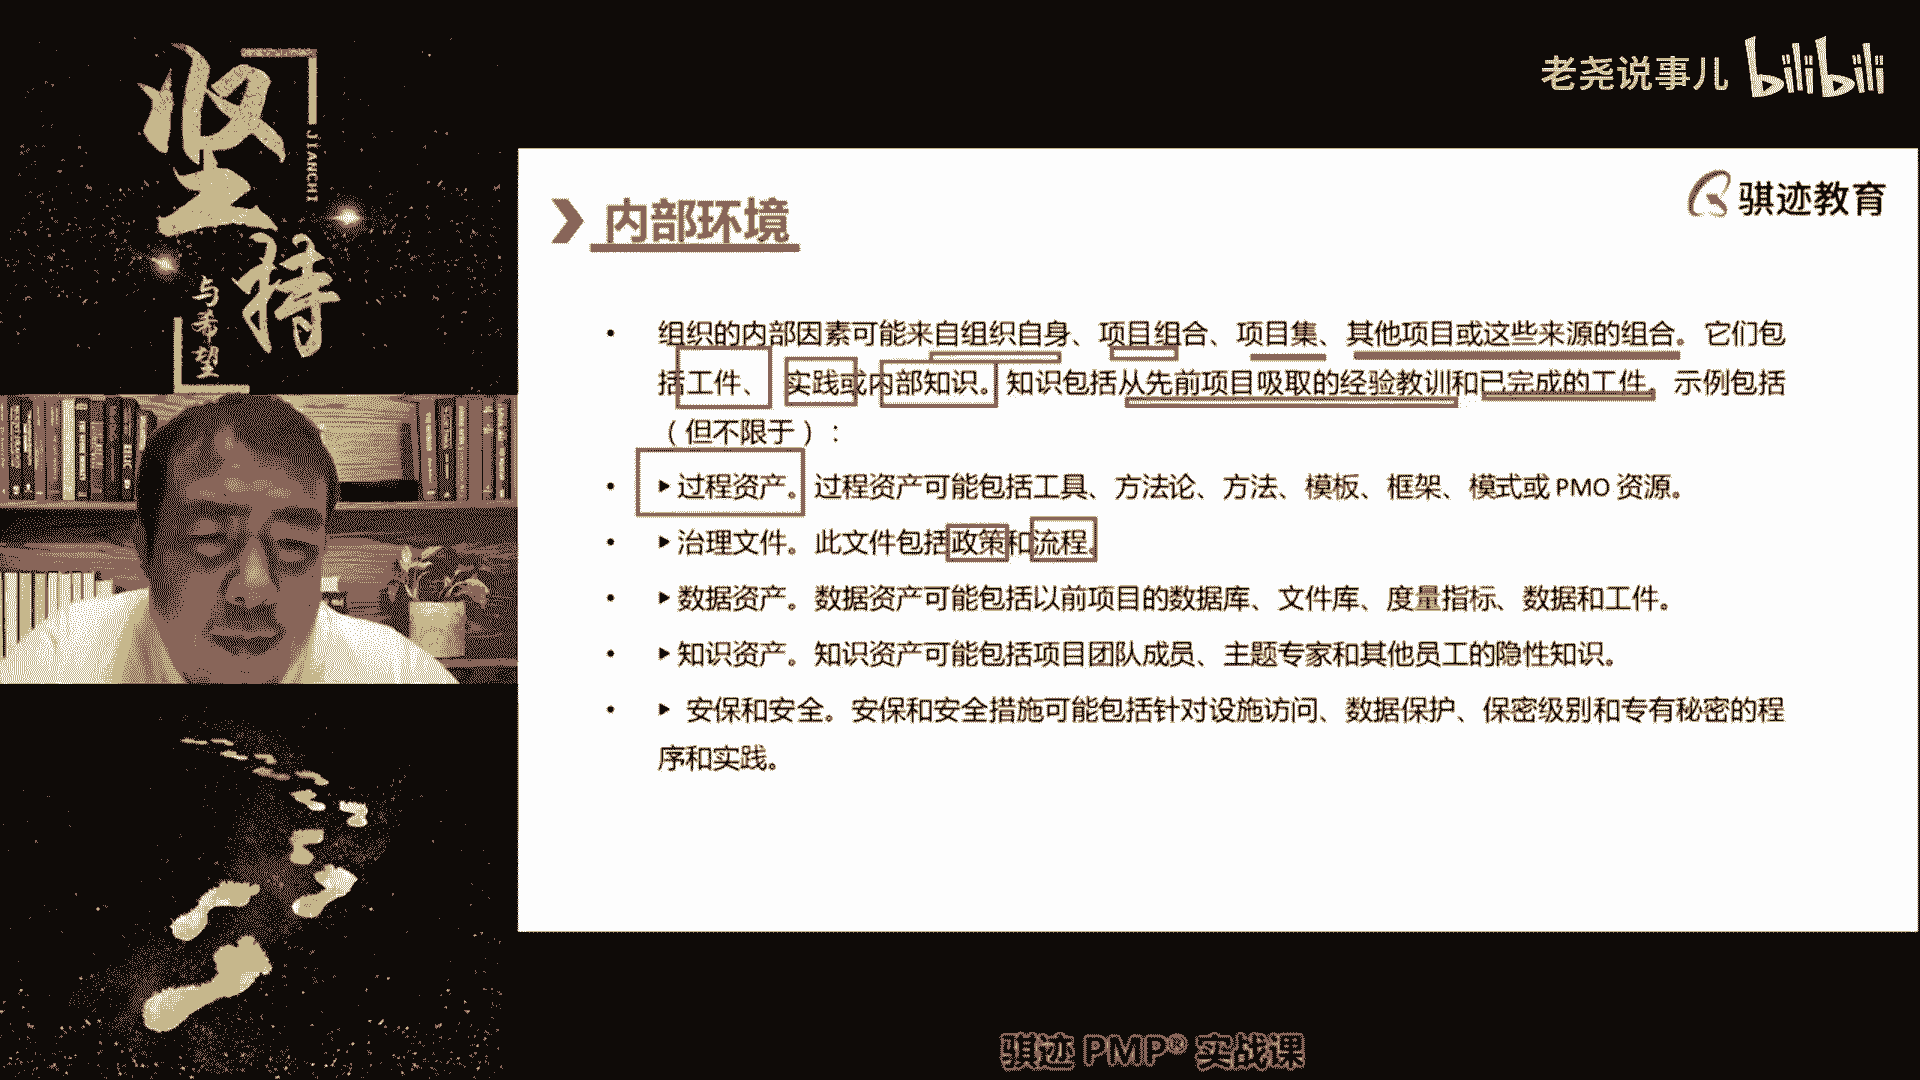 坚持
JIANCHI
与希望
老尧说事儿 bilibili
骐迹教育
内部环境
• 组织的内部因素可能来自组织自身、项目组合、项目集、其他项目或这些来源的组合。它们包
括工件、实践或内部知识。知识包括从先前项目吸取的经验教训和已完成的工件。示例包括
（但不限于）：
• ▶过程资产。过程资产可能包括工具、方法论、方法、模板、框架、模式或 PMO 资源。
• ▶治理文件。此文件包括政策和流程。
• ▶数据资产。数据资产可能包括以前项目的数据库、文件库、度量指标、数据和工件。
• ▶知识资产。知识资产可能包括项目团队成员、主题专家和其他员工的隐性知识。
• ▶ 安保和安全。安保和安全措施可能包括针对设施访问、数据保护、保密级别和专有秘密的程
序和实践。
骐迹 PMP® 实战课